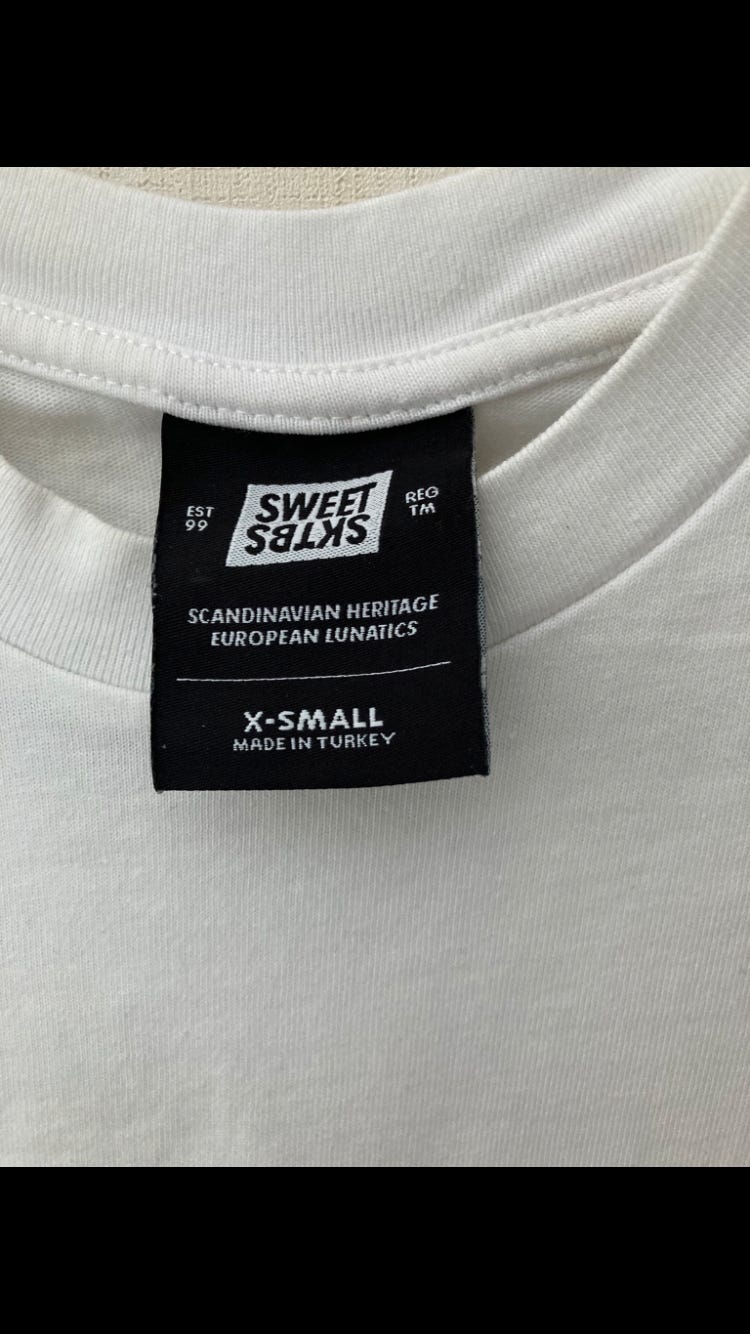 EST
99
SWEET
SKTBS
REG
TM
SCANDINAVIAN HERITAGE
EUROPEAN LUNATICS
X-SMALL
MADE IN TURKEY